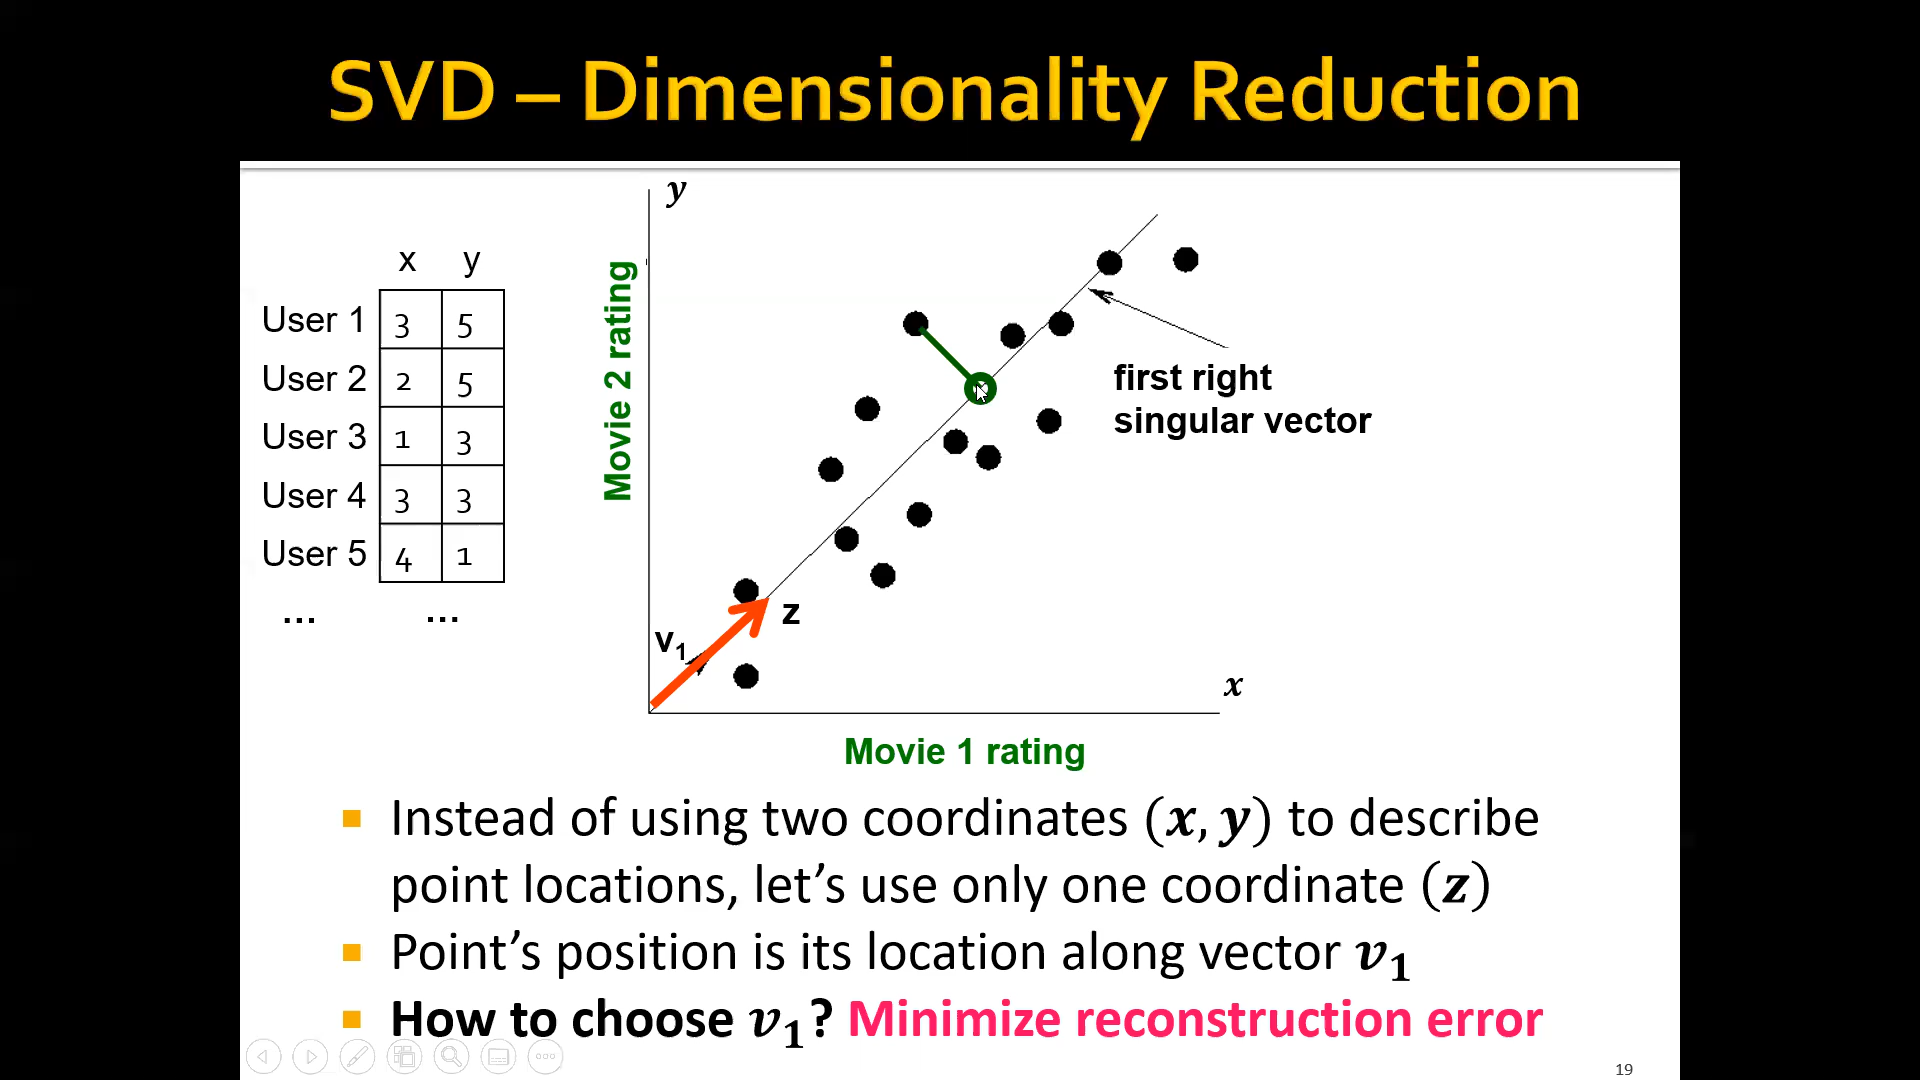 SVD – Dimensionality Reduction
x y
User 1 3 5
User 2 2 5
User 3 1 3
User 4 3 3
User 5 4 1
... ...
y
Movie 2 rating
first right
singular vector
v1
z
x
Movie 1 rating
Instead of using two coordinates (x, y) to describe
point locations, let’s use only one coordinate (z)
Point’s position is its location along vector v1
How to choose v1? Minimize reconstruction error
19